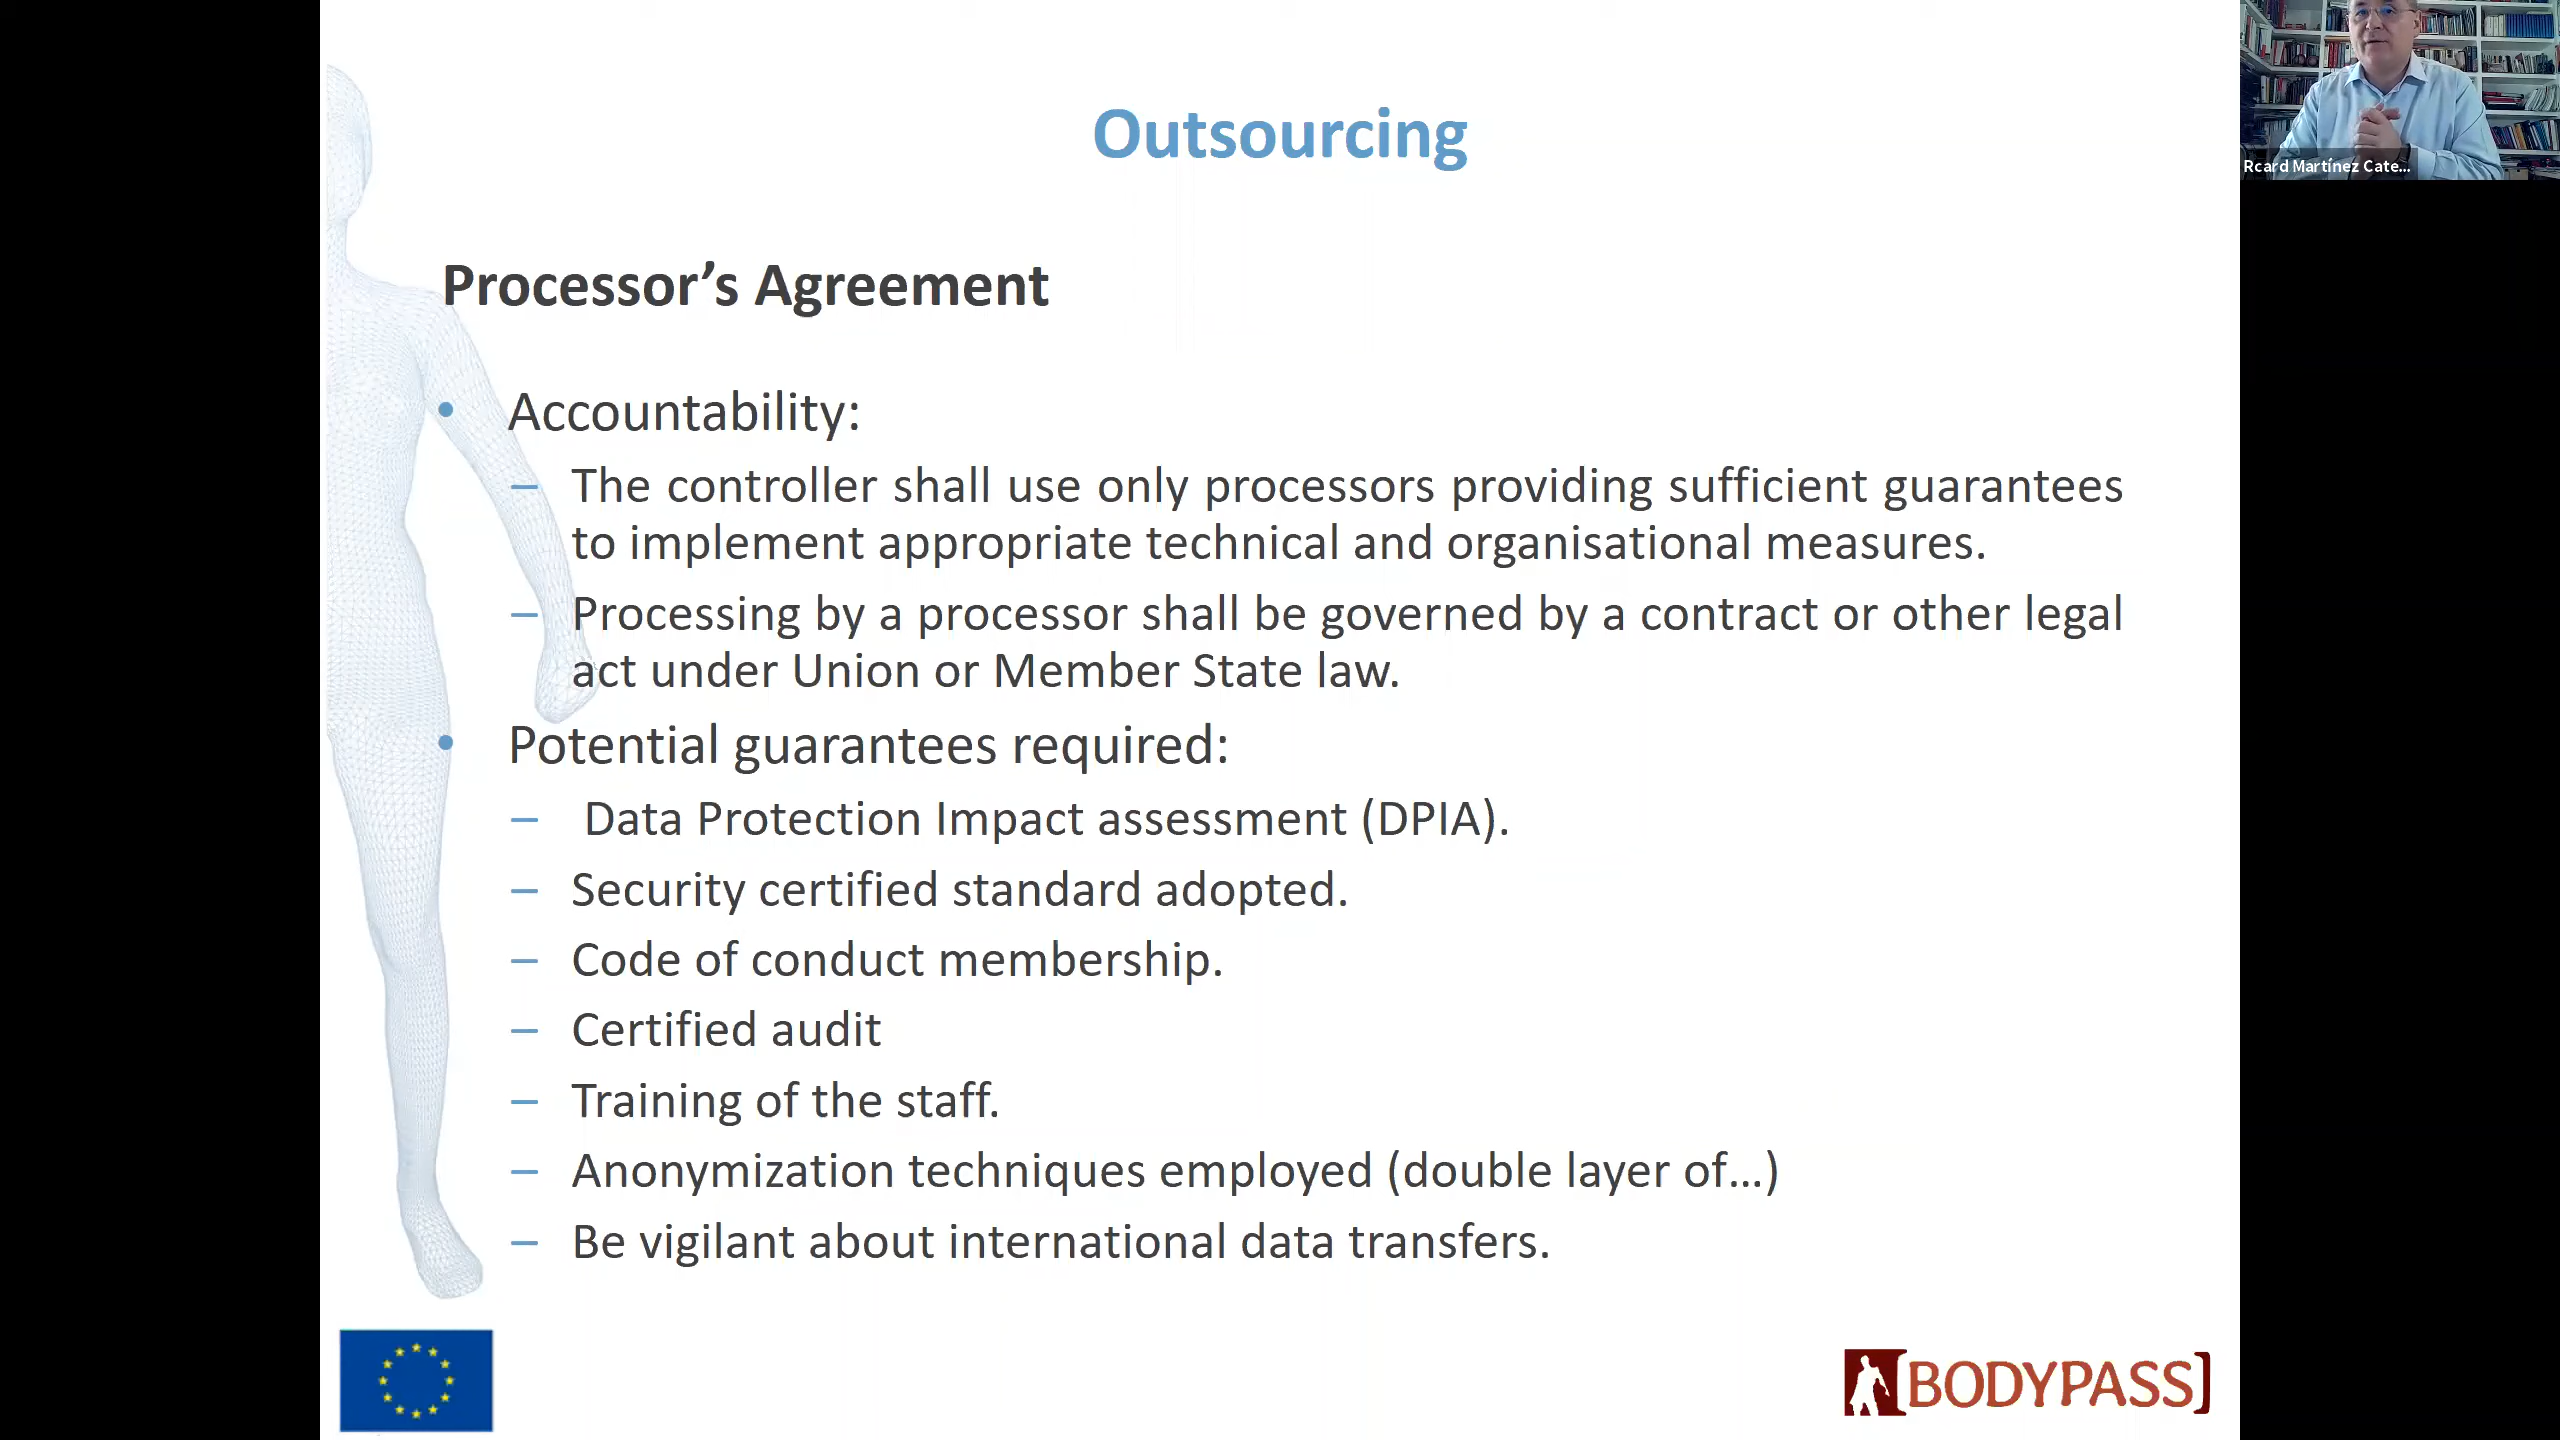 Outsourcing
Rcard Martínez Cate...
Processor’s Agreement
• Accountability:
– The controller shall use only processors providing sufficient guarantees
to implement appropriate technical and organisational measures.
– Processing by a processor shall be governed by a contract or other legal
act under Union or Member State law.
• Potential guarantees required:
– Data Protection Impact assessment (DPIA).
– Security certified standard adopted.
– Code of conduct membership.
– Certified audit
– Training of the staff.
– Anonymization techniques employed (double layer of...)
– Be vigilant about international data transfers.
[BODYPASS]